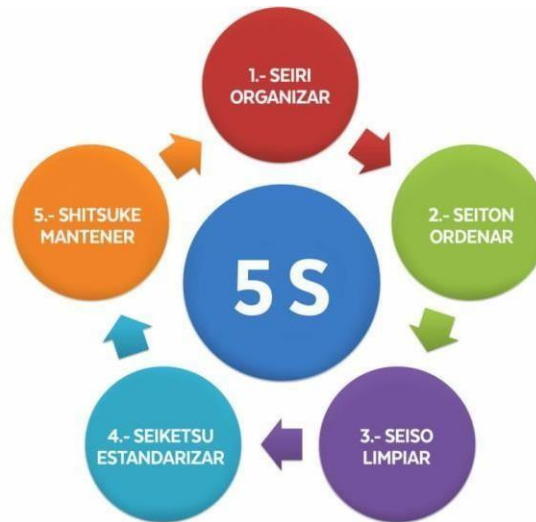 1.- SEIRI
ORGANIZAR
2.- SEITON
ORDENAR
3.- SEISO
LIMPIAR
4.- SEIKETSU
ESTANDARIZAR
5.- SHITSUKE
MANTENER
5 S